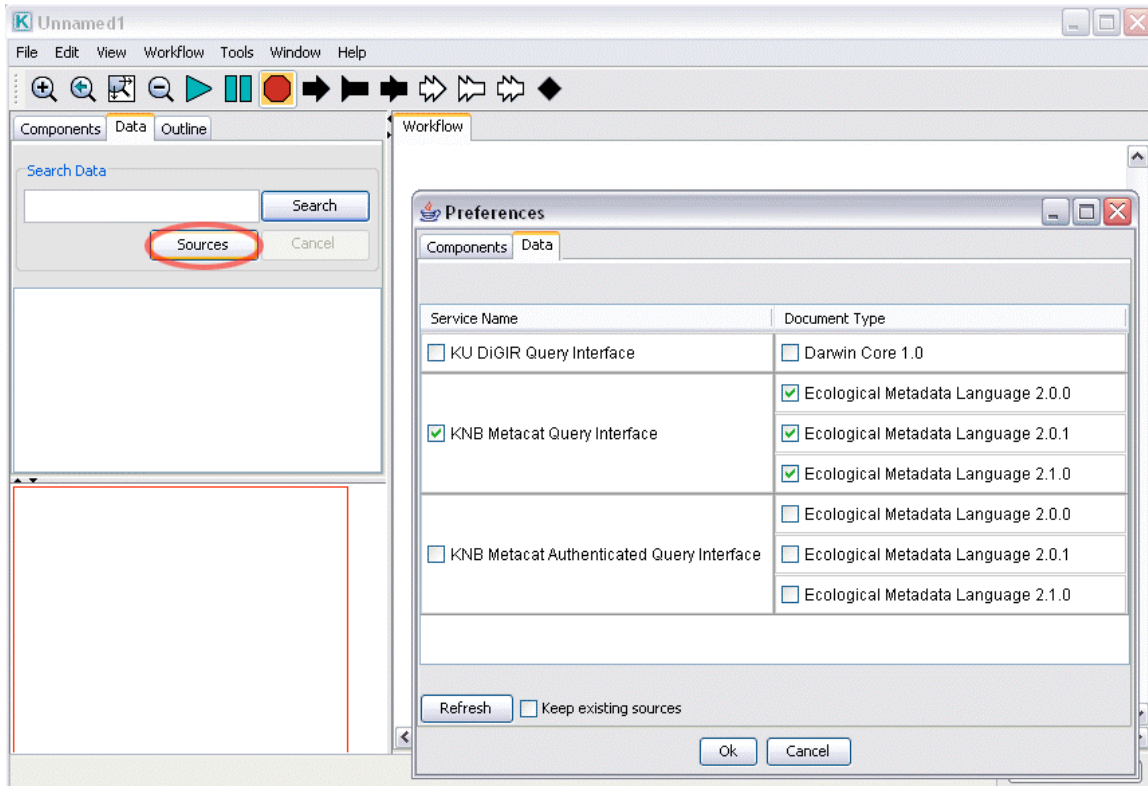 K Unnamed1
File Edit View Workflow Tools Window Help
Components Data Outline
Workflow
Search Data
Search
Sources Cancel
Preferences
Components Data
Service Name Document Type
KU DiGIR Query Interface Darwin Core 1.0
Ecological Metadata Language 2.0.0
KNB Metacat Query Interface Ecological Metadata Language 2.0.1
Ecological Metadata Language 2.1.0
Ecological Metadata Language 2.0.0
KNB Metacat Authenticated Query Interface Ecological Metadata Language 2.0.1
Ecological Metadata Language 2.1.0
Refresh Keep existing sources
Ok Cancel